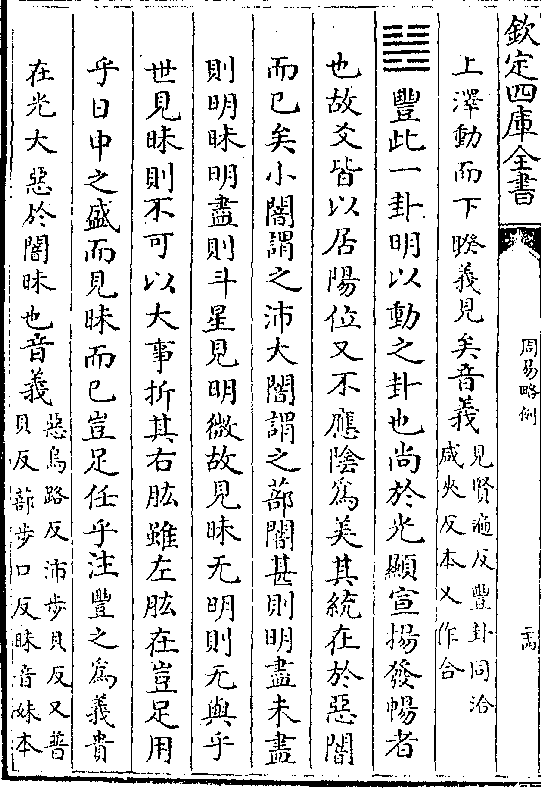 欽定四庫全書
周易略例
上澤動而下睽義見矣音義見賢遍反豐卦同洽
咸夾反本又作合
䷶豐此一卦明以動之卦也尚於光顯宣揚發暢者
也故爻皆以居陽位又不應陰為美其統在於惡闇
而已矣小闇謂之沛大闇謂之蔀闇甚則明盡未盡
則明昧明盡則斗星見明微故見昧无明則无與乎
世見昧則不可以大事折其右肱雖左肱在豈足用
乎日中之盛而見昧而已豈足任乎注豐之為義貴
在光大惡於闇昧也音義惡烏路反沛步貝反又普
貝反蔀步口反昧音妹本